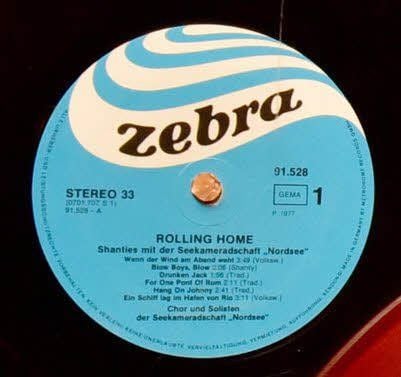 zebra
STEREO 33
(0701.707 S 1)
91.528 - A
91.528
GEMA
1
P 1977
ROLLING HOME
Shanties mit der Seekameradschaft „Nordsee"
Wenn der Wind am Abend weht 3:49 (Volksw.)
Blow Boys, Blow 2:06 (Shanty)
Drunken Jack 1:56 (Trad.)
For One Pont Of Rum 2:11 (Trad.)
Hang On Johnny 2:41 (Trad.)
Ein Schiff lag im Hafen von Rio 3:11 (Volksw.)
Chor und Solisten
der Seekameradschaft „Nordsee"